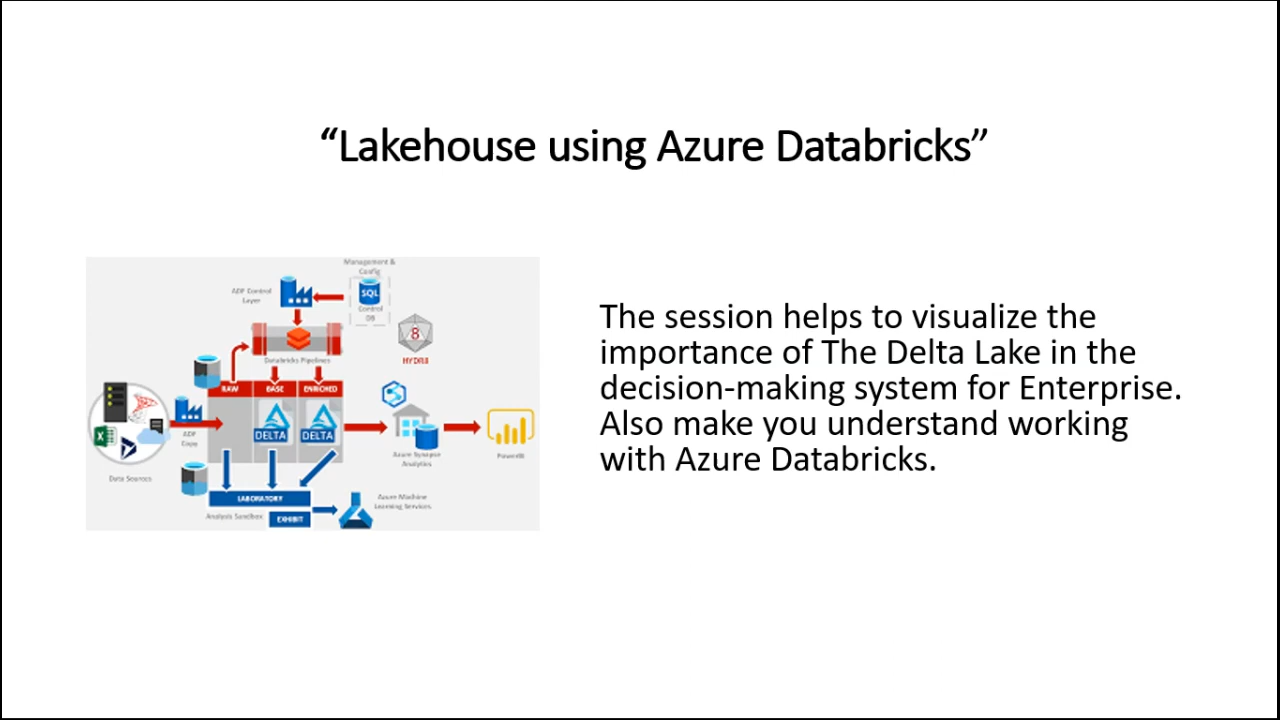 “Lakehouse using Azure Databricks”
Management &
Config
ADF Control
Layer
SQL
Control
DB
8
HYDR8
Databricks Pipelines
RAW
BASE
ENRICHED
DELTA
DELTA
ADF
Copy
Data Sources
Azure Synapse
Analytics
PowerBI
LABORATORY
Analysis Sandbox
EXHIBIT
Azure Machine
Learning Services
The session helps to visualize the
importance of The Delta Lake in the
decision-making system for Enterprise.
Also make you understand working
with Azure Databricks.